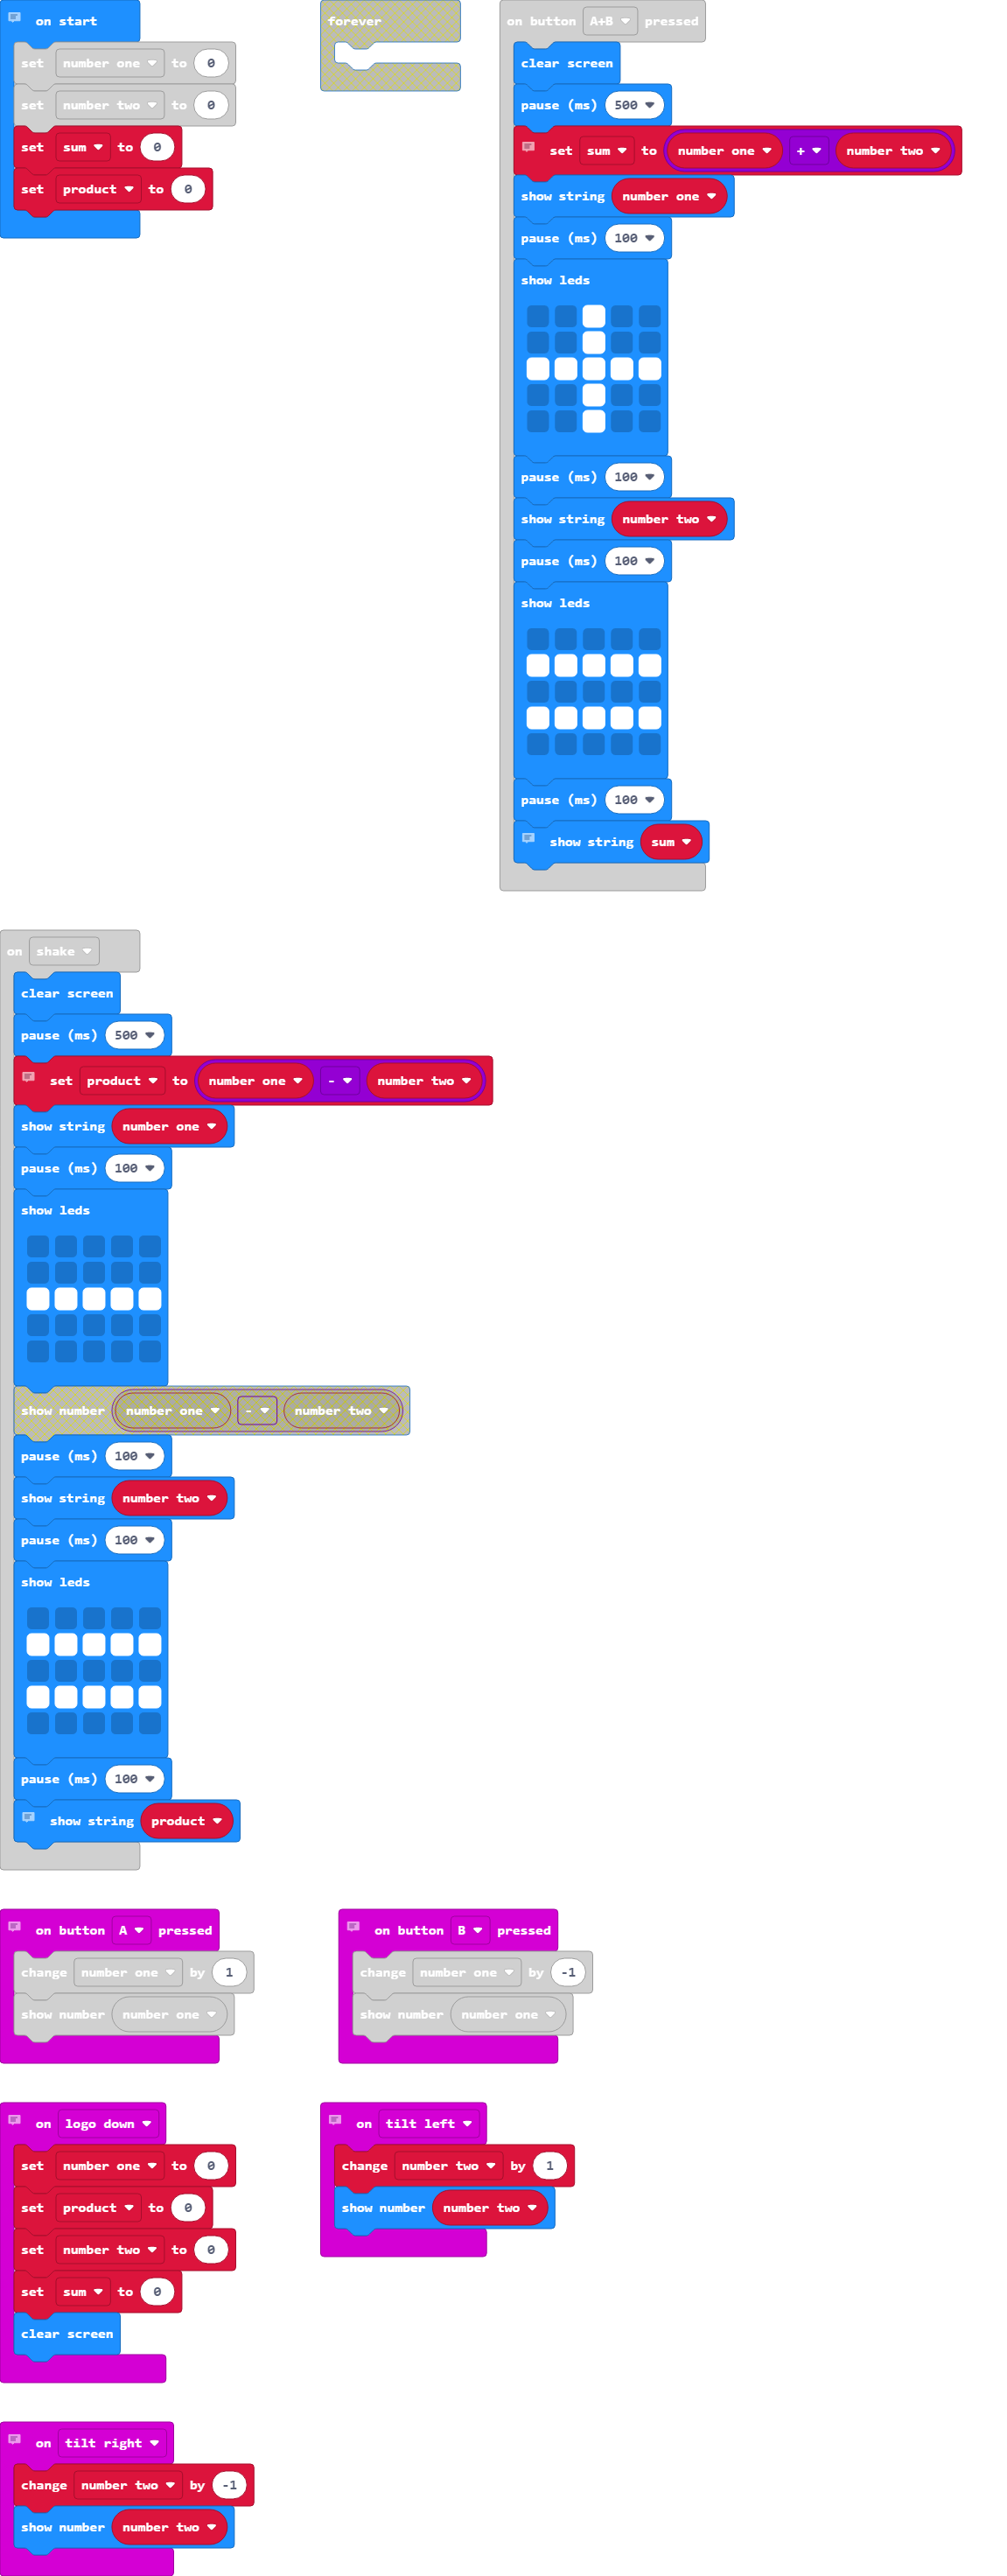 on start
set number one to 0
set number two to 0
set sum to 0
set product to 0
forever
on button A+B pressed
clear screen
pause (ms) 500
set sum to number one + number two
show string number one
pause (ms) 100
show leds
pause (ms) 100
show string number two
pause (ms) 100
show leds
pause (ms) 100
show string sum
on shake
clear screen
pause (ms) 500
set product to number one - number two
show string number one
pause (ms) 100
show leds
show number number one - number two
pause (ms) 100
show string number two
pause (ms) 100
show leds
pause (ms) 100
show string product
on button A pressed
change number one by 1
show number number one
on button B pressed
change number one by -1
show number number one
on logo down
set number one to 0
set product to 0
set number two to 0
set sum to 0
clear screen
on tilt left
change number two by 1
show number number two
on tilt right
change number two by -1
show number number two